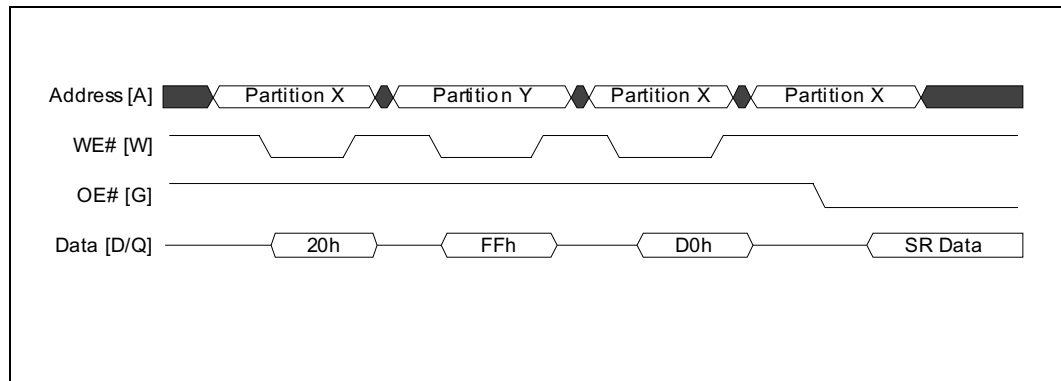 Address [A] Partition X Partition Y Partition X Partition X
WE# [W]
OE# [G]
Data [D/Q] 20h FFh D0h SR Data